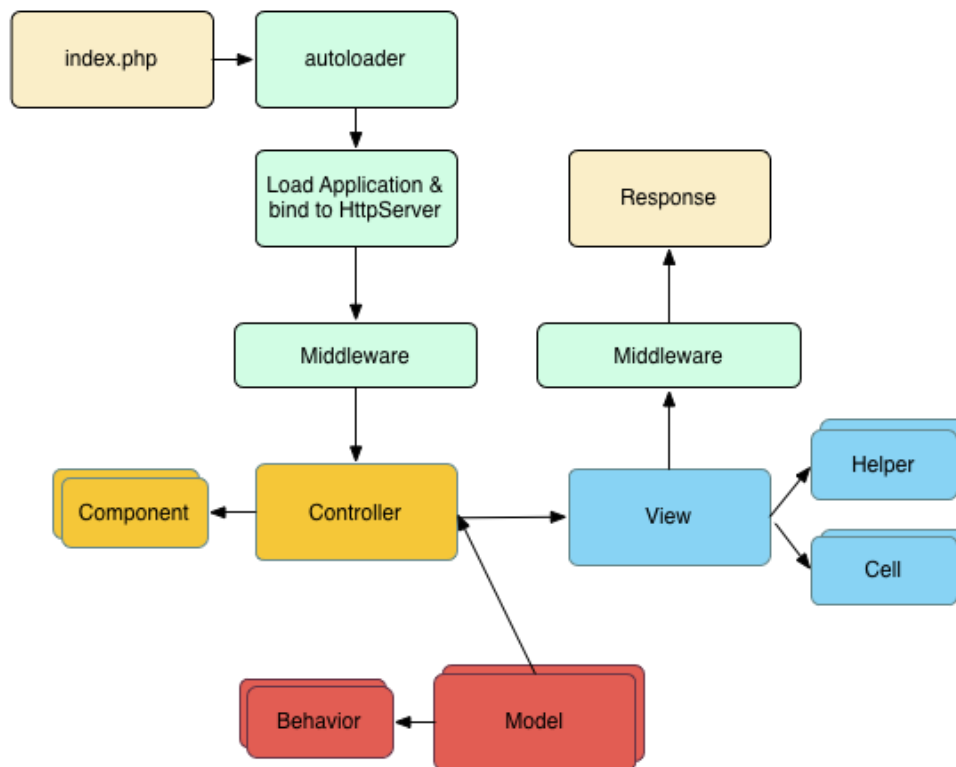 index.php
autoloader
Load Application &
bind to HttpServer
Response
Middleware
Middleware
Component
Controller
View
Helper
Cell
Behavior
Model